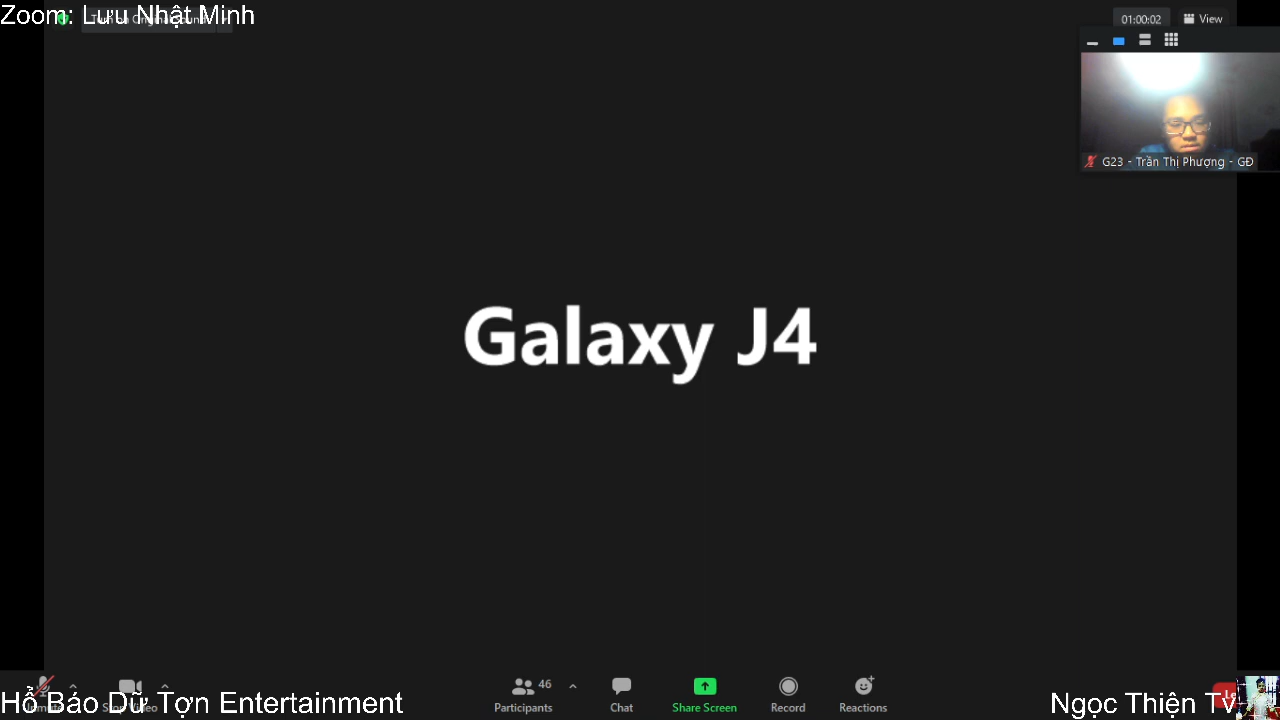 Zoom: Lưu Nhật Minh
01:00:02
View
G23 - Trần Thị Phượng - GĐ
Galaxy J4
46
Participants
Chat
Share Screen
Record
Reactions
Hổ Báo Dữ Tợn Entertainment
Ngọc Thiện Tv